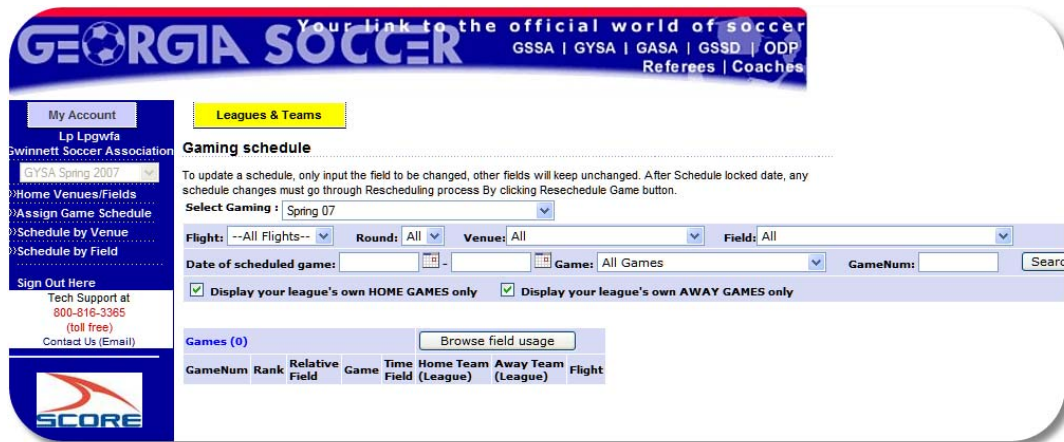 Your link to the official world of soccer
GEORGIA SOCCER
GSSA | GYSA | GASA | GSSD | ODP
Referees | Coaches
My Account
Leagues & Teams
Lp Lpgwfa
Gwinnett Soccer Association
GYSA Spring 2007
»Home Venues/Fields
»Assign Game Schedule
»Schedule by Venue
»Schedule by Field
Sign Out Here
Tech Support at
800-816-3365
(toll free)
Contact Us (Email)
SCORE
Gaming schedule
To update a schedule, only input the field to be changed, other fields will keep unchanged. After Schedule locked date, any
schedule changes must go through Rescheduling process By clicking Resechedule Game button.
Select Gaming : Spring 07
Flight: --All Flights-- Round: All Venue: All Field: All
Date of scheduled game: - Game: All Games GameNum: Searc
Display your league's own HOME GAMES only Display your league's own AWAY GAMES only
Games (0) Browse field usage
GameNum Rank Relative Field Game Time Field Home Team (League) Away Team (League) Flight